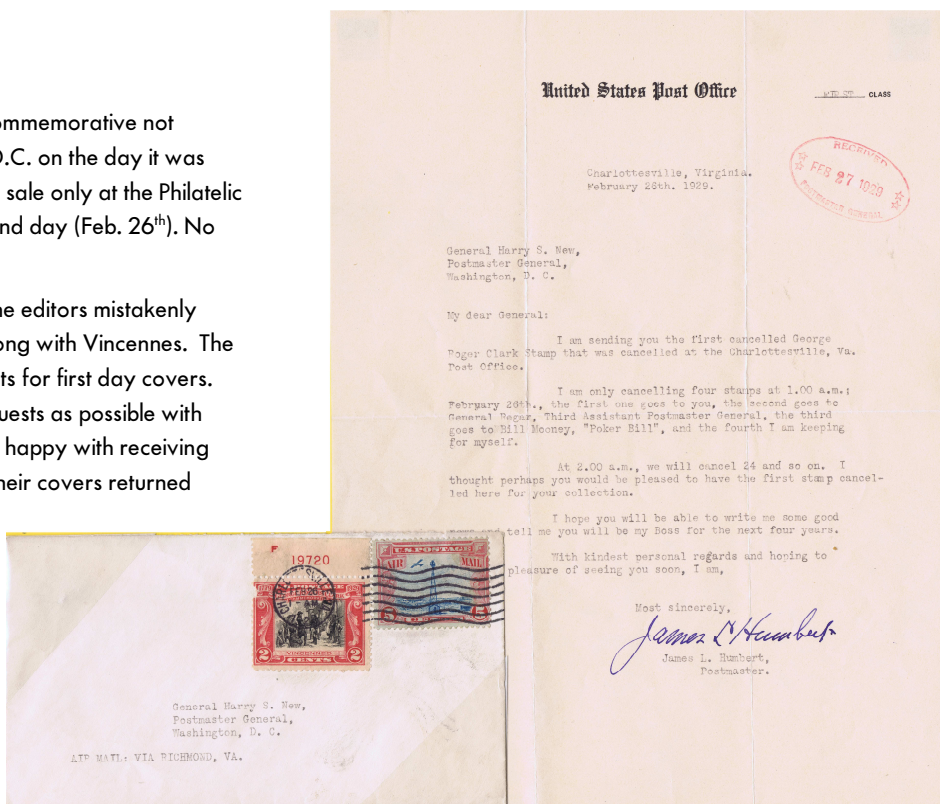 ommemorative not
D.C. on the day it was
sale only at the Philatelic
nd day (Feb. 26th). No
ne editors mistakenly
ong with Vincennes.  The
ts for first day covers.
uests as possible with
happy with receiving
heir covers returned
United States Post Office
CLASS
RECEIVED
FEB 27 1929
POSTMASTER GENERAL
Charlottesville, Virginia.
February 26th. 1929.
General Harry S. New,
Postmaster General,
Washington, D. C.
My dear General:
I am sending you the first cancelled George
Roger Clark Stamp that was cancelled at the Charlottesville, Va.
Post Office.
I am only cancelling four stamps at 1.00 a.m.;
February 26th., the first one goes to you, the second goes to
General Regar, Third Assistant Postmaster General, the third
goes to Bill Mooney, "Poker Bill", and the fourth I am keeping
for myself.
At 2.00 a.m., we will cancel 24 and so on.  I
thought perhaps you would be pleased to have the first stamp cancel-
led here for your collection.
I hope you will be able to write me some good
tell me you will be my Boss for the next four years.
With kindest personal regards and hoping to
pleasure of seeing you soon, I am,
Most sincerely,
James L. Humbert
James L. Humbert,
Postmaster.
F
19720
FEB 26
2 CENTS 2
U.S. POSTAGE
AIR MAIL
General Harry S. New,
Postmaster General,
Washington, D. C.
AIR MAIL: VIA RICHMOND, VA.